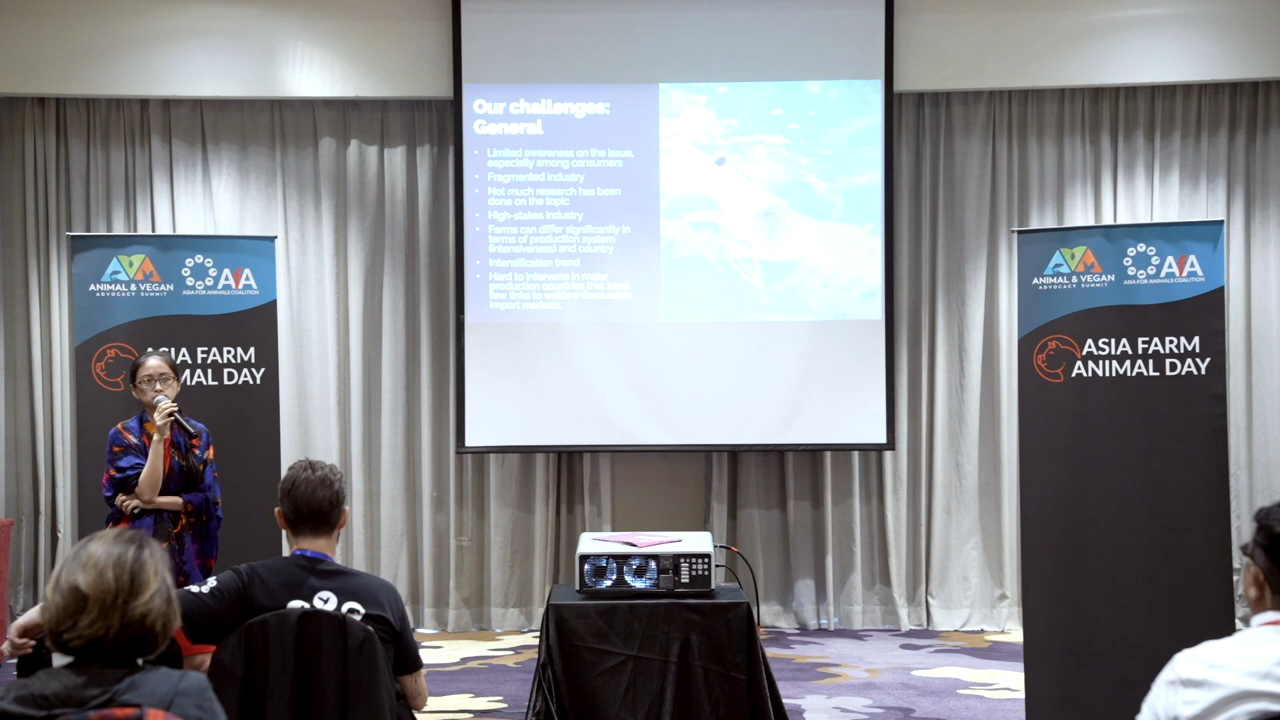 Our challenges:
General
• Limited awareness on the issue,
especially among consumers
• Fragmented industry
• Not much research has been
done on the topic
• High-stakes industry
• Farms can differ significantly in
terms of production system
(intensiveness) and country
• Intensification trend
• Hard to intervene in major
production countries that have
few links to welfare-favourable
import markets.
ANIMAL & VEGAN
ADVOCACY SUMMIT
AfA
ASIA FOR ANIMALS COALITION
ASIA FARM
MAL DAY
ANIMAL & VEGAN
ADVOCACY SUMMIT
AfA
ASIA FOR ANIMALS COALITION
ASIA FARM
ANIMAL DAY